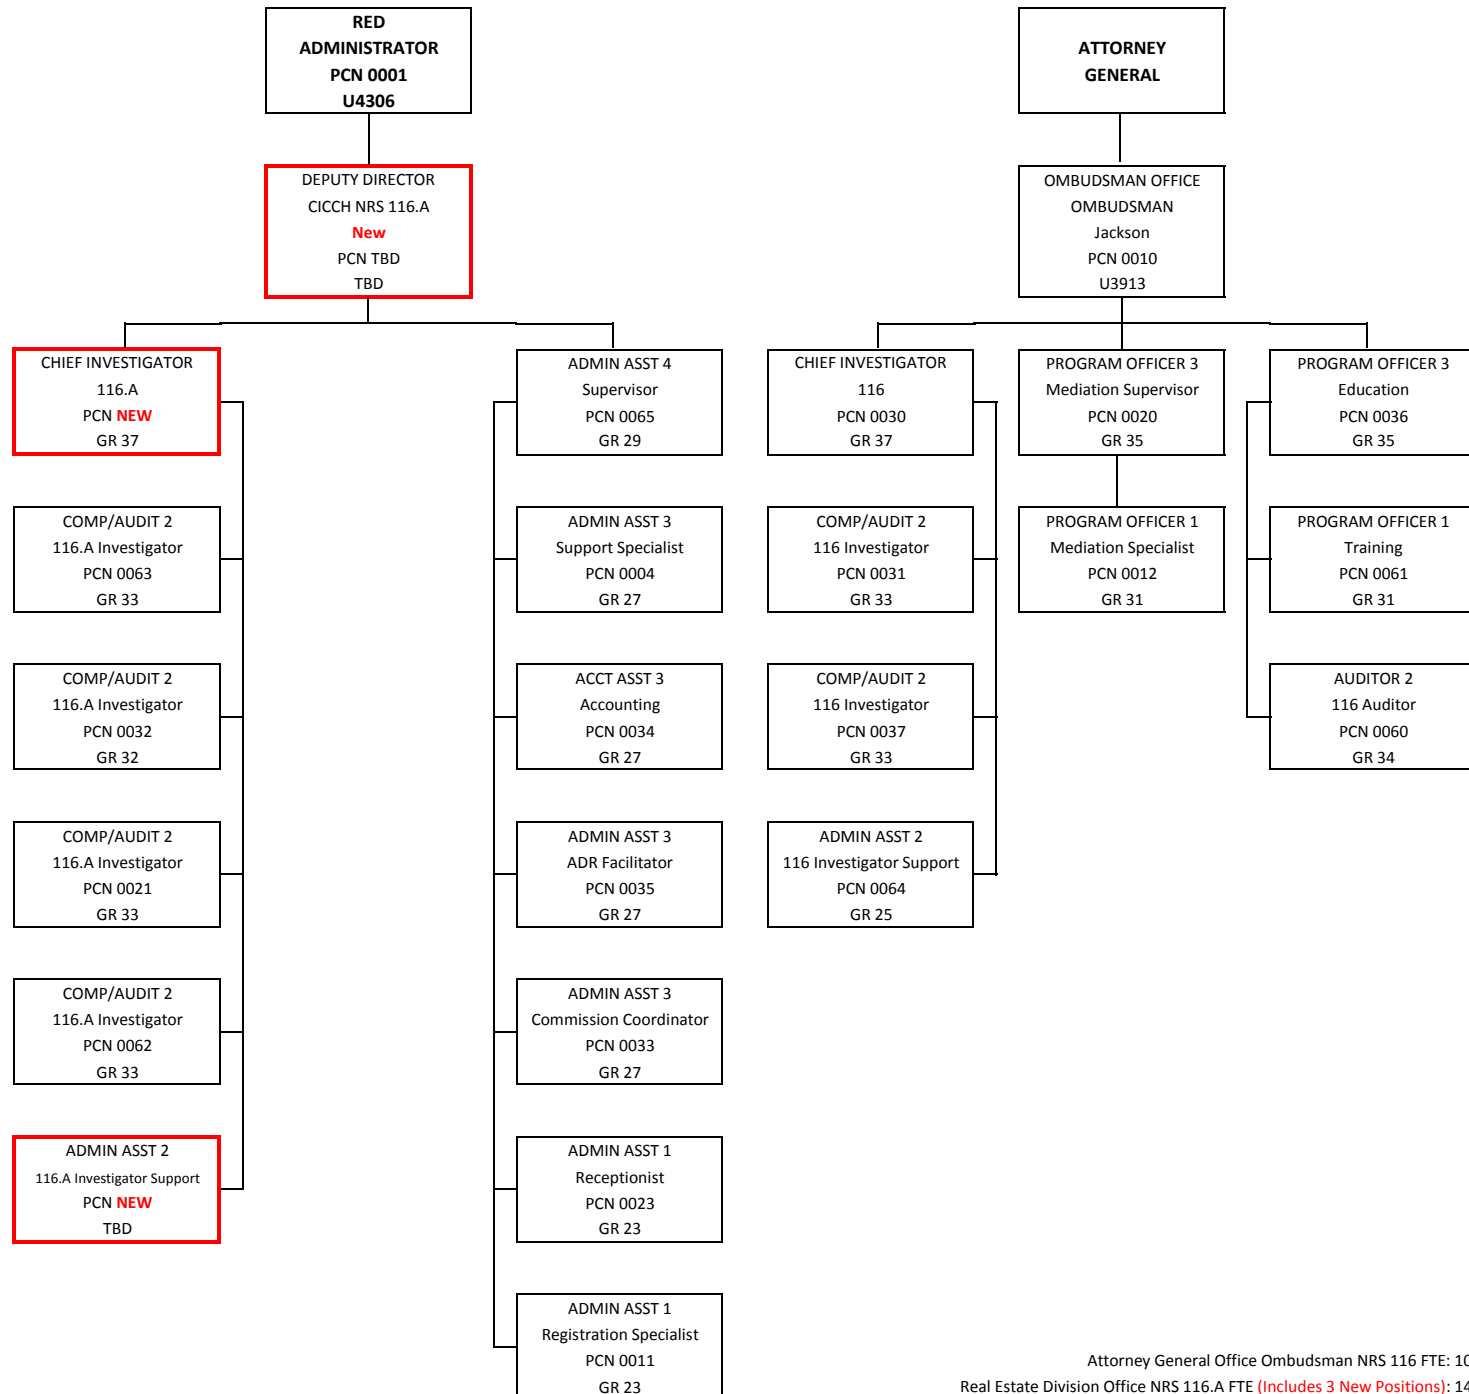 RED
ADMINISTRATOR
PCN 0001
U4306
ATTORNEY
GENERAL
DEPUTY DIRECTOR
CICCH NRS 116.A
New
PCN TBD
TBD
OMBUDSMAN OFFICE
OMBUDSMAN
Jackson
PCN 0010
U3913
CHIEF INVESTIGATOR
116.A
PCN NEW
GR 37
ADMIN ASST 4
Supervisor
PCN 0065
GR 29
CHIEF INVESTIGATOR
116
PCN 0030
GR 37
PROGRAM OFFICER 3
Mediation Supervisor
PCN 0020
GR 35
PROGRAM OFFICER 3
Education
PCN 0036
GR 35
COMP/AUDIT 2
116.A Investigator
PCN 0063
GR 33
ADMIN ASST 3
Support Specialist
PCN 0004
GR 27
COMP/AUDIT 2
116 Investigator
PCN 0031
GR 33
PROGRAM OFFICER 1
Mediation Specialist
PCN 0012
GR 31
PROGRAM OFFICER 1
Training
PCN 0061
GR 31
COMP/AUDIT 2
116.A Investigator
PCN 0032
GR 32
ACCT ASST 3
Accounting
PCN 0034
GR 27
COMP/AUDIT 2
116 Investigator
PCN 0037
GR 33
AUDITOR 2
116 Auditor
PCN 0060
GR 34
COMP/AUDIT 2
116.A Investigator
PCN 0021
GR 33
ADMIN ASST 3
ADR Facilitator
PCN 0035
GR 27
ADMIN ASST 2
116 Investigator Support
PCN 0064
GR 25
COMP/AUDIT 2
116.A Investigator
PCN 0062
GR 33
ADMIN ASST 3
Commission Coordinator
PCN 0033
GR 27
ADMIN ASST 2
116.A Investigator Support
PCN NEW
TBD
ADMIN ASST 1
Receptionist
PCN 0023
GR 23
ADMIN ASST 1
Registration Specialist
PCN 0011
GR 23
Attorney General Office Ombudsman NRS 116 FTE: 10
Real Estate Division Office NRS 116.A FTE (Includes 3 New Positions): 14